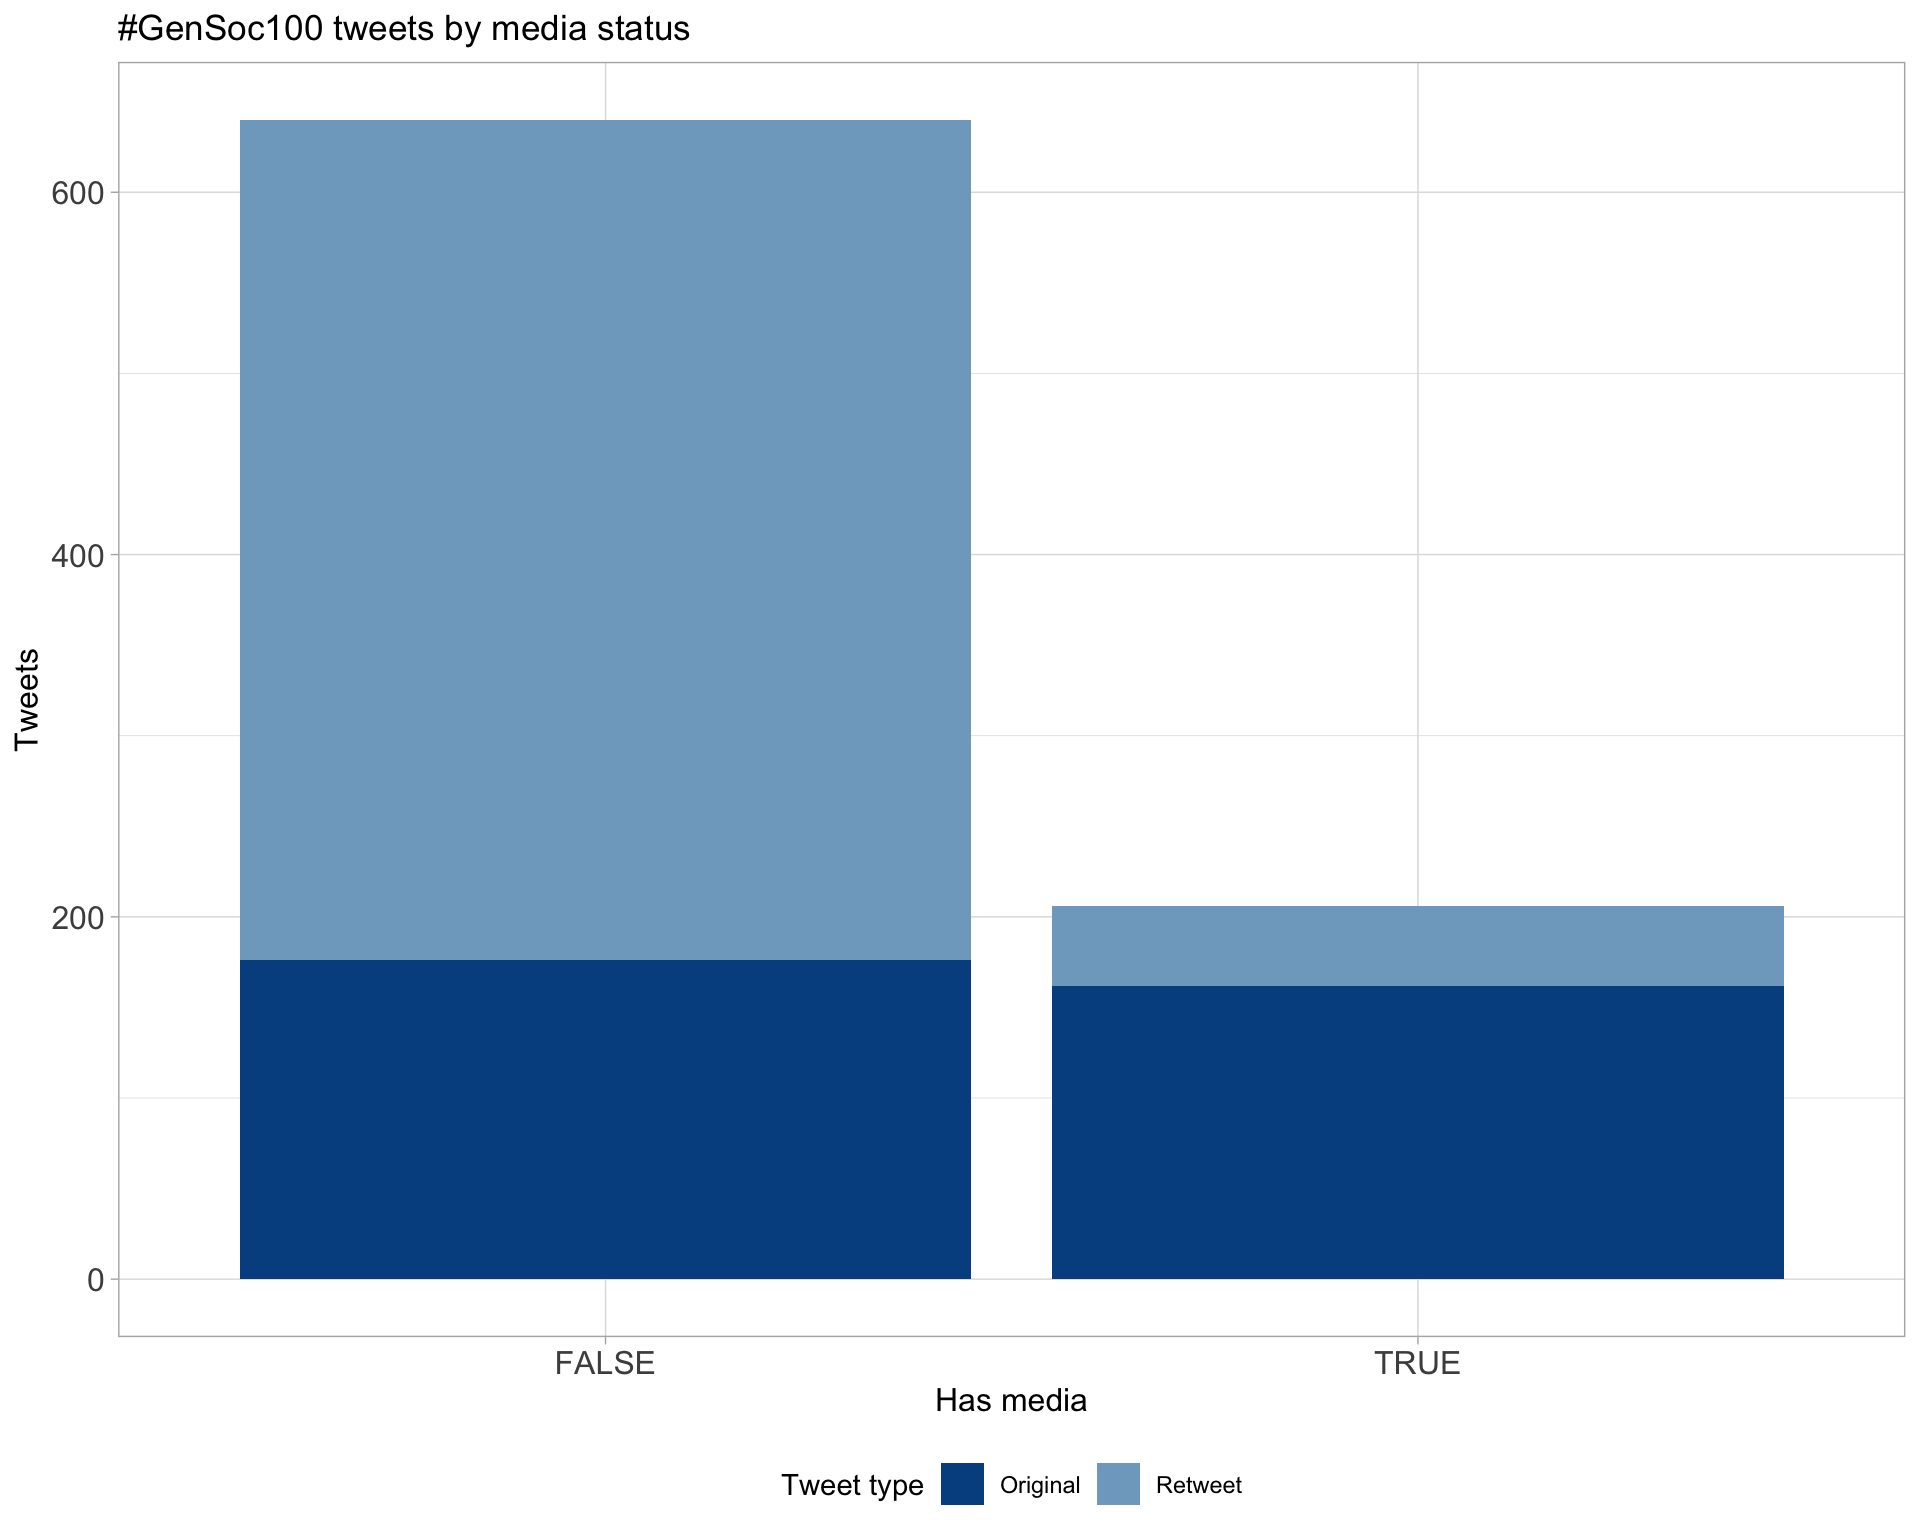 #GenSoc100 tweets by media status
600
400
200
0
Tweets
FALSE
TRUE
Has media
Tweet type
Original
Retweet